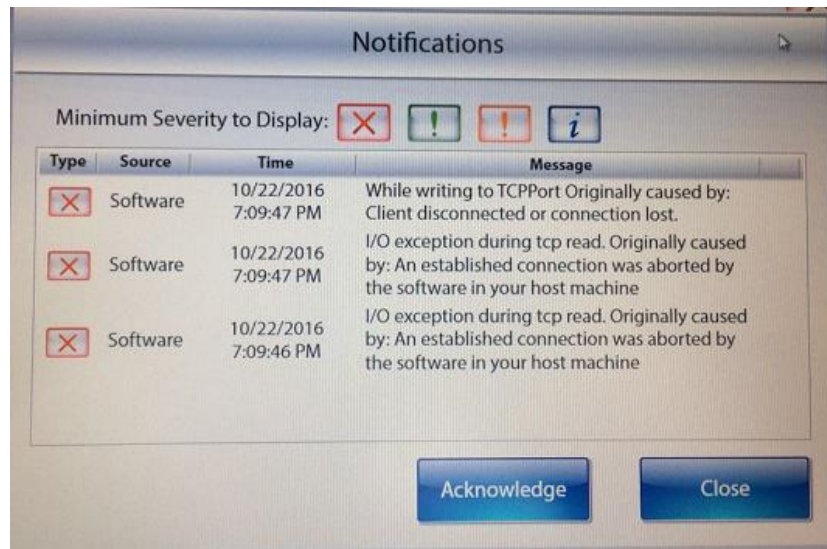 Notifications
Minimum Severity to Display:
Type Source Time Message
Software 10/22/2016 7:09:47 PM While writing to TCPPort Originally caused by:
Client disconnected or connection lost.
Software 10/22/2016 7:09:47 PM I/O exception during tcp read. Originally caused
by: An established connection was aborted by
the software in your host machine
Software 10/22/2016 7:09:46 PM I/O exception during tcp read. Originally caused
by: An established connection was aborted by
the software in your host machine
Acknowledge Close